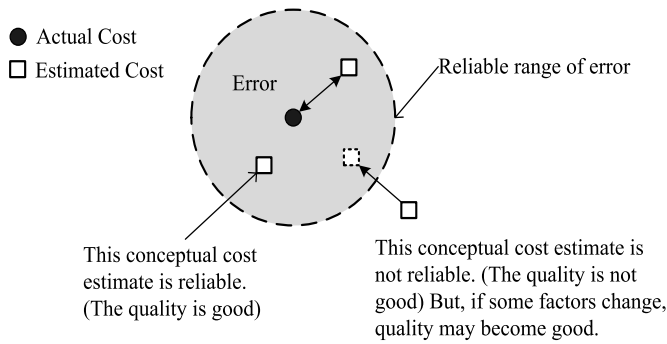 Actual Cost
Estimated Cost
Error
Reliable range of error
This conceptual cost
estimate is reliable.
(The quality is good)
This conceptual cost estimate is
not reliable. (The quality is not
good) But, if some factors change,
quality may become good.